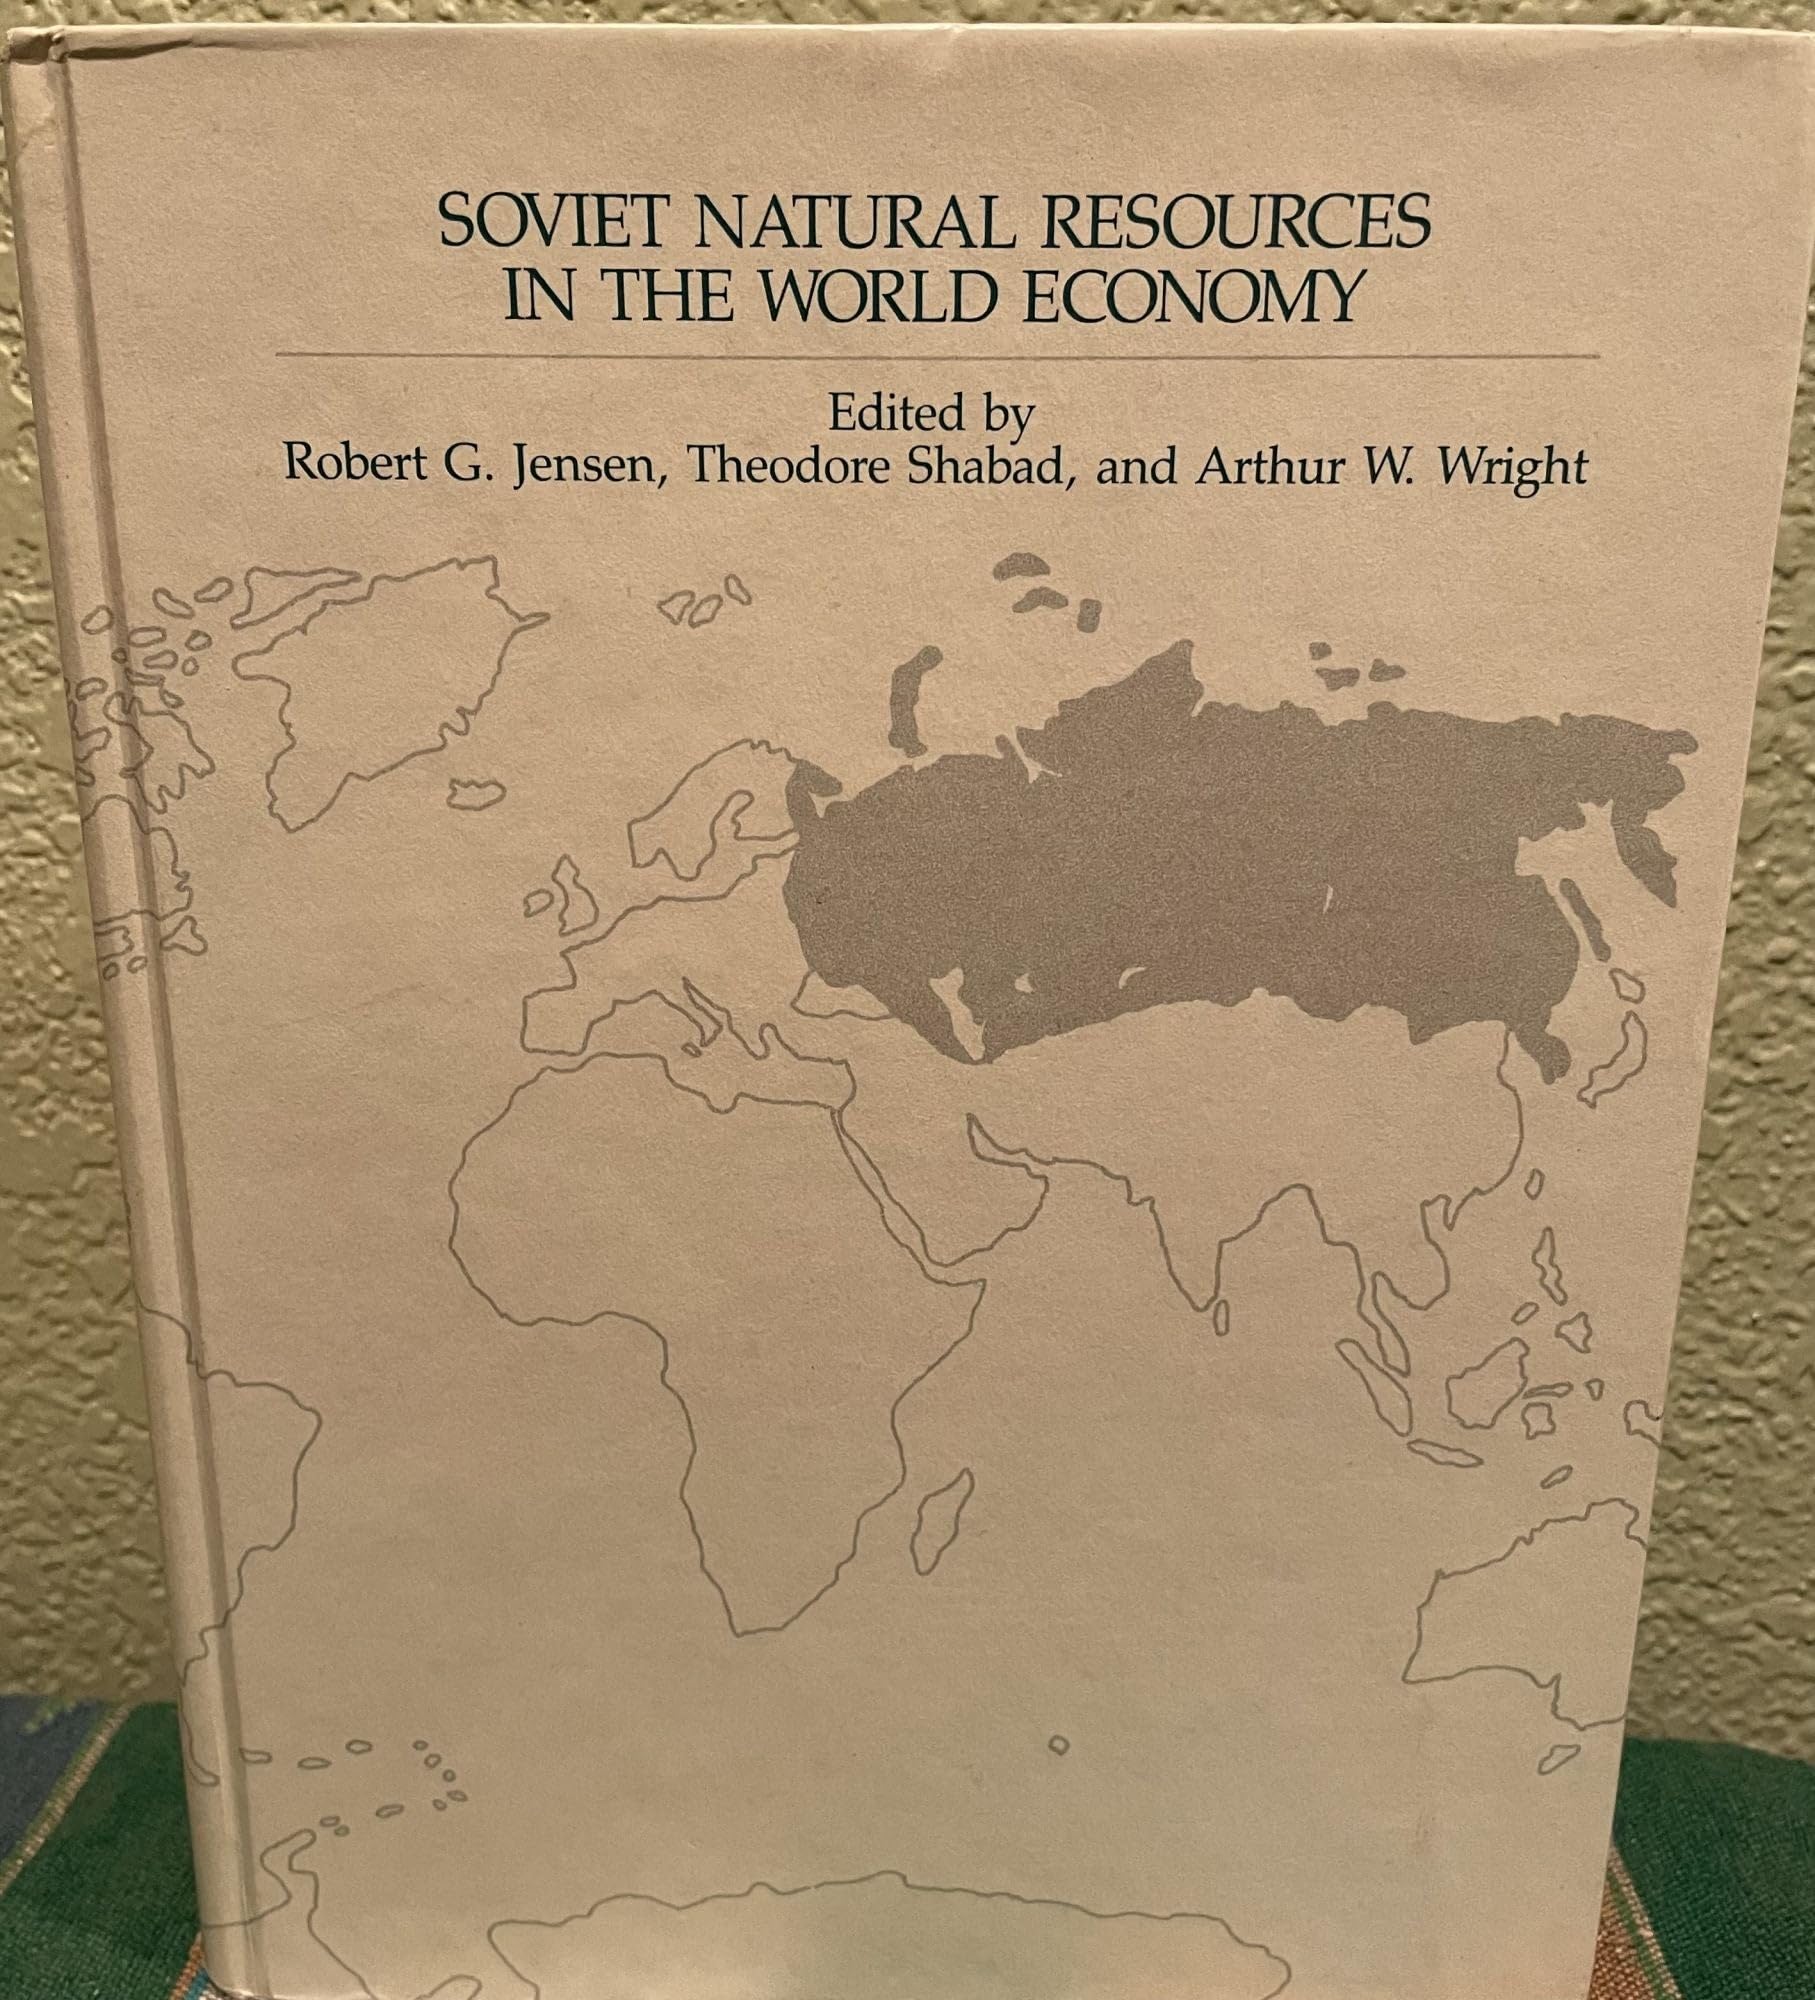 SOVIET NATURAL RESOURCES
IN THE WORLD ECONOMY
Edited by
Robert G. Jensen, Theodore Shabad, and Arthur W. Wright